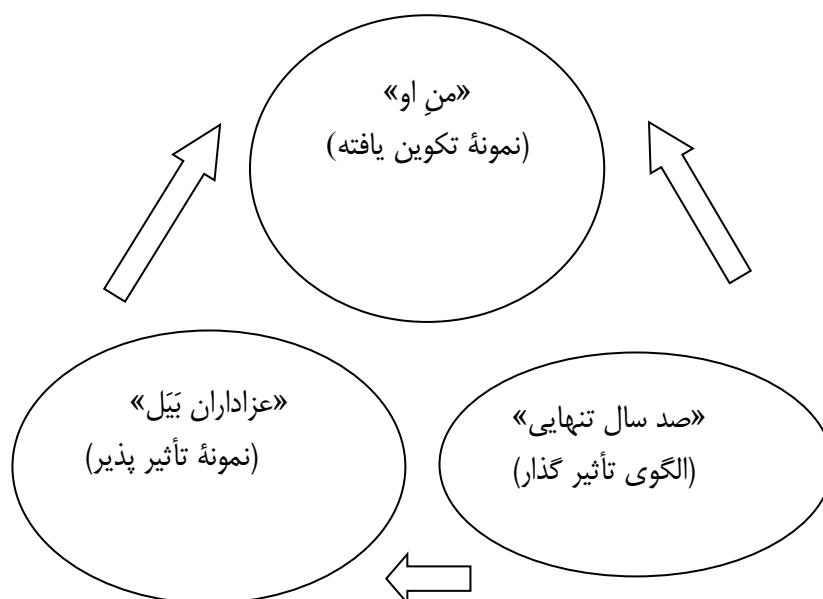 «منِ او»
(نمونهٔ تکوین یافته)
«صد سال تنهایی»
(الگوی تأثیر گذار)
«عزاداران بَیَل»
(نمونهٔ تأثیر پذیر)